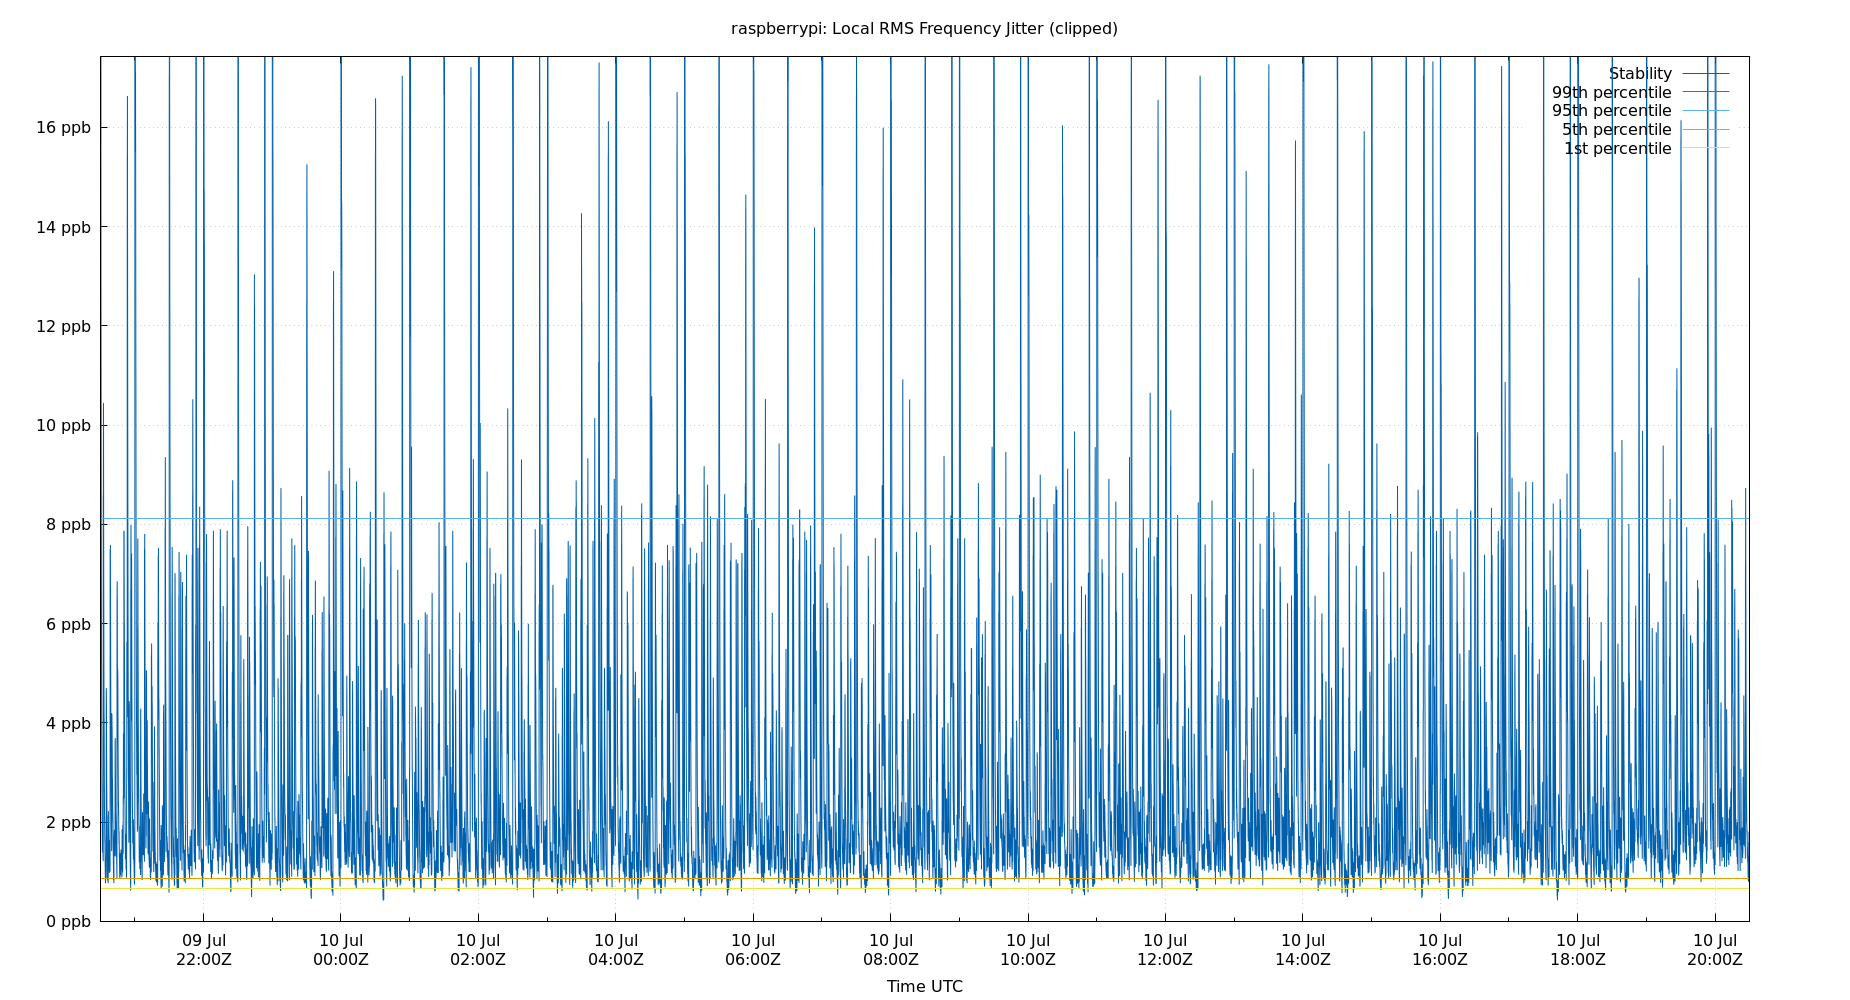 raspberrypi: Local RMS Frequency Jitter (clipped)
Stability
99th percentile
95th percentile
5th percentile
1st percentile
16 ppb
14 ppb
12 ppb
10 ppb
8 ppb
6 ppb
4 ppb
2 ppb
0 ppb
09 Jul 10 Jul 10 Jul 10 Jul 10 Jul 10 Jul 10 Jul 10 Jul 10 Jul 10 Jul 10 Jul 10 Jul
22:00Z 00:00Z 02:00Z 04:00Z 06:00Z 08:00Z 10:00Z 12:00Z 14:00Z 16:00Z 18:00Z 20:00Z
Time UTC